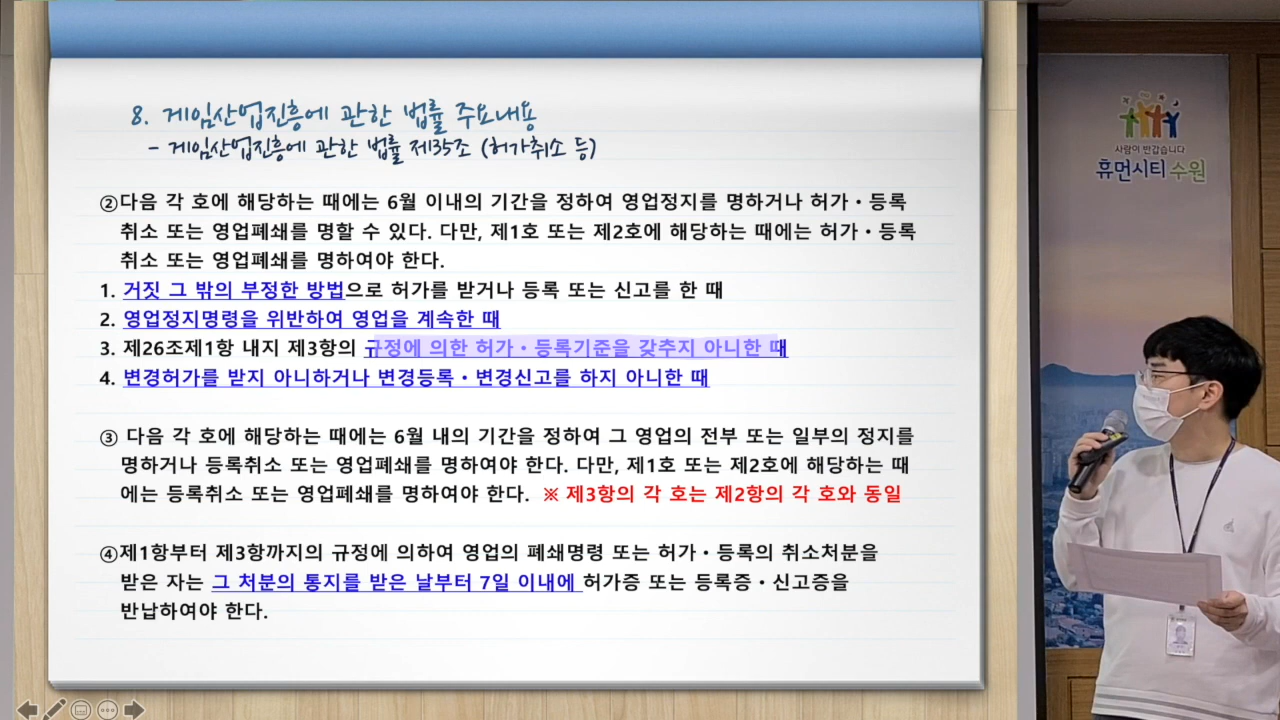 8. 게임산업진흥에 관한 법률 주요내용
- 게임산업진흥에 관한 법률 제35조 (허가취소 등)
②다음 각 호에 해당하는 때에는 6월 이내의 기간을 정하여 영업정지를 명하거나 허가·등록
취소 또는 영업폐쇄를 명할 수 있다. 다만, 제1호 또는 제2호에 해당하는 때에는 허가·등록
취소 또는 영업폐쇄를 명하여야 한다.
1. 거짓 그 밖의 부정한 방법으로 허가를 받거나 등록 또는 신고를 한 때
2. 영업정지명령을 위반하여 영업을 계속한 때
3. 제26조제1항 내지 제3항의 규정에 의한 허가·등록기준을 갖추지 아니한 때
4. 변경허가를 받지 아니하거나 변경등록·변경신고를 하지 아니한 때
③ 다음 각 호에 해당하는 때에는 6월 내의 기간을 정하여 그 영업의 전부 또는 일부의 정지를
명하거나 등록취소 또는 영업폐쇄를 명하여야 한다. 다만, 제1호 또는 제2호에 해당하는 때
에는 등록취소 또는 영업폐쇄를 명하여야 한다. ※ 제3항의 각 호는 제2항의 각 호와 동일
④제1항부터 제3항까지의 규정에 의하여 영업의 폐쇄명령 또는 허가·등록의 취소처분을
받은 자는 그 처분의 통지를 받은 날부터 7일 이내에 허가증 또는 등록증·신고증을
반납하여야 한다.
사람이 반갑습니다
휴먼시티 수원